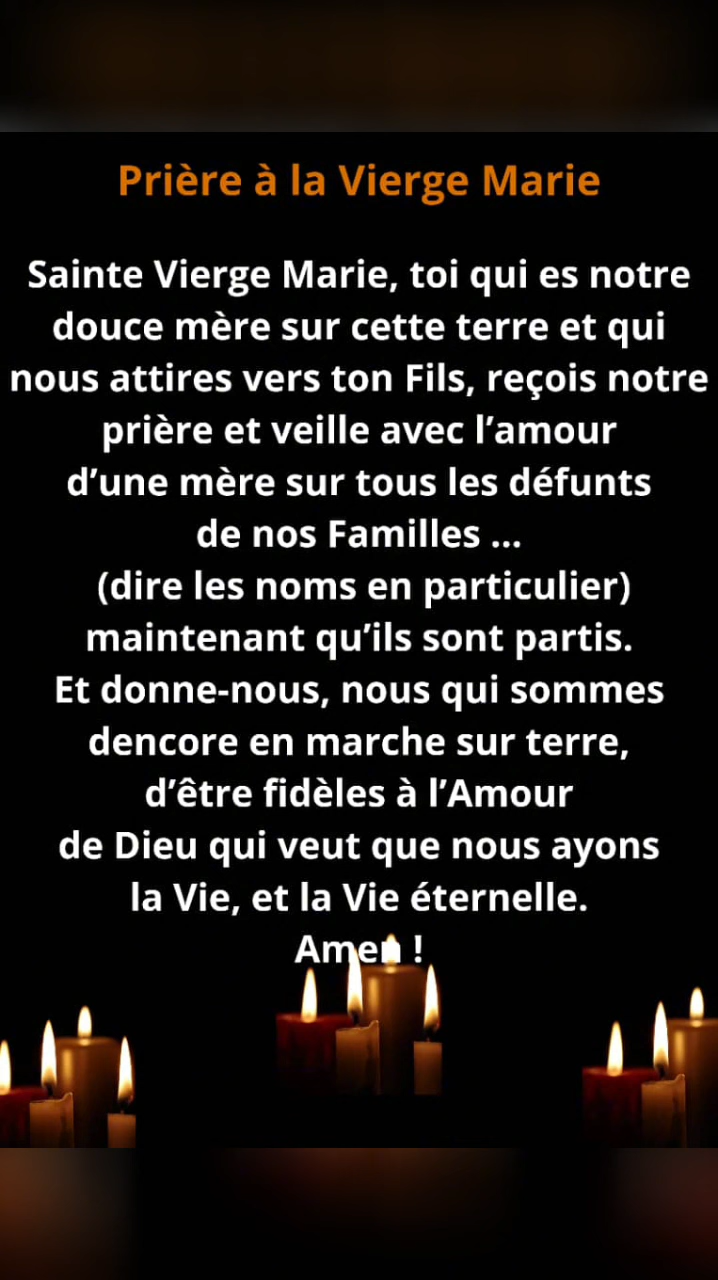 Prière à la Vierge Marie
Sainte Vierge Marie, toi qui es notre
douce mère sur cette terre et qui
nous attires vers ton Fils, reçois notre
prière et veille avec l’amour
d’une mère sur tous les défunts
de nos Familles ...
(dire les noms en particulier)
maintenant qu’ils sont partis.
Et donne-nous, nous qui sommes
dencore en marche sur terre,
d’être fidèles à l’Amour
de Dieu qui veut que nous ayons
la Vie, et la Vie éternelle.
Amen !